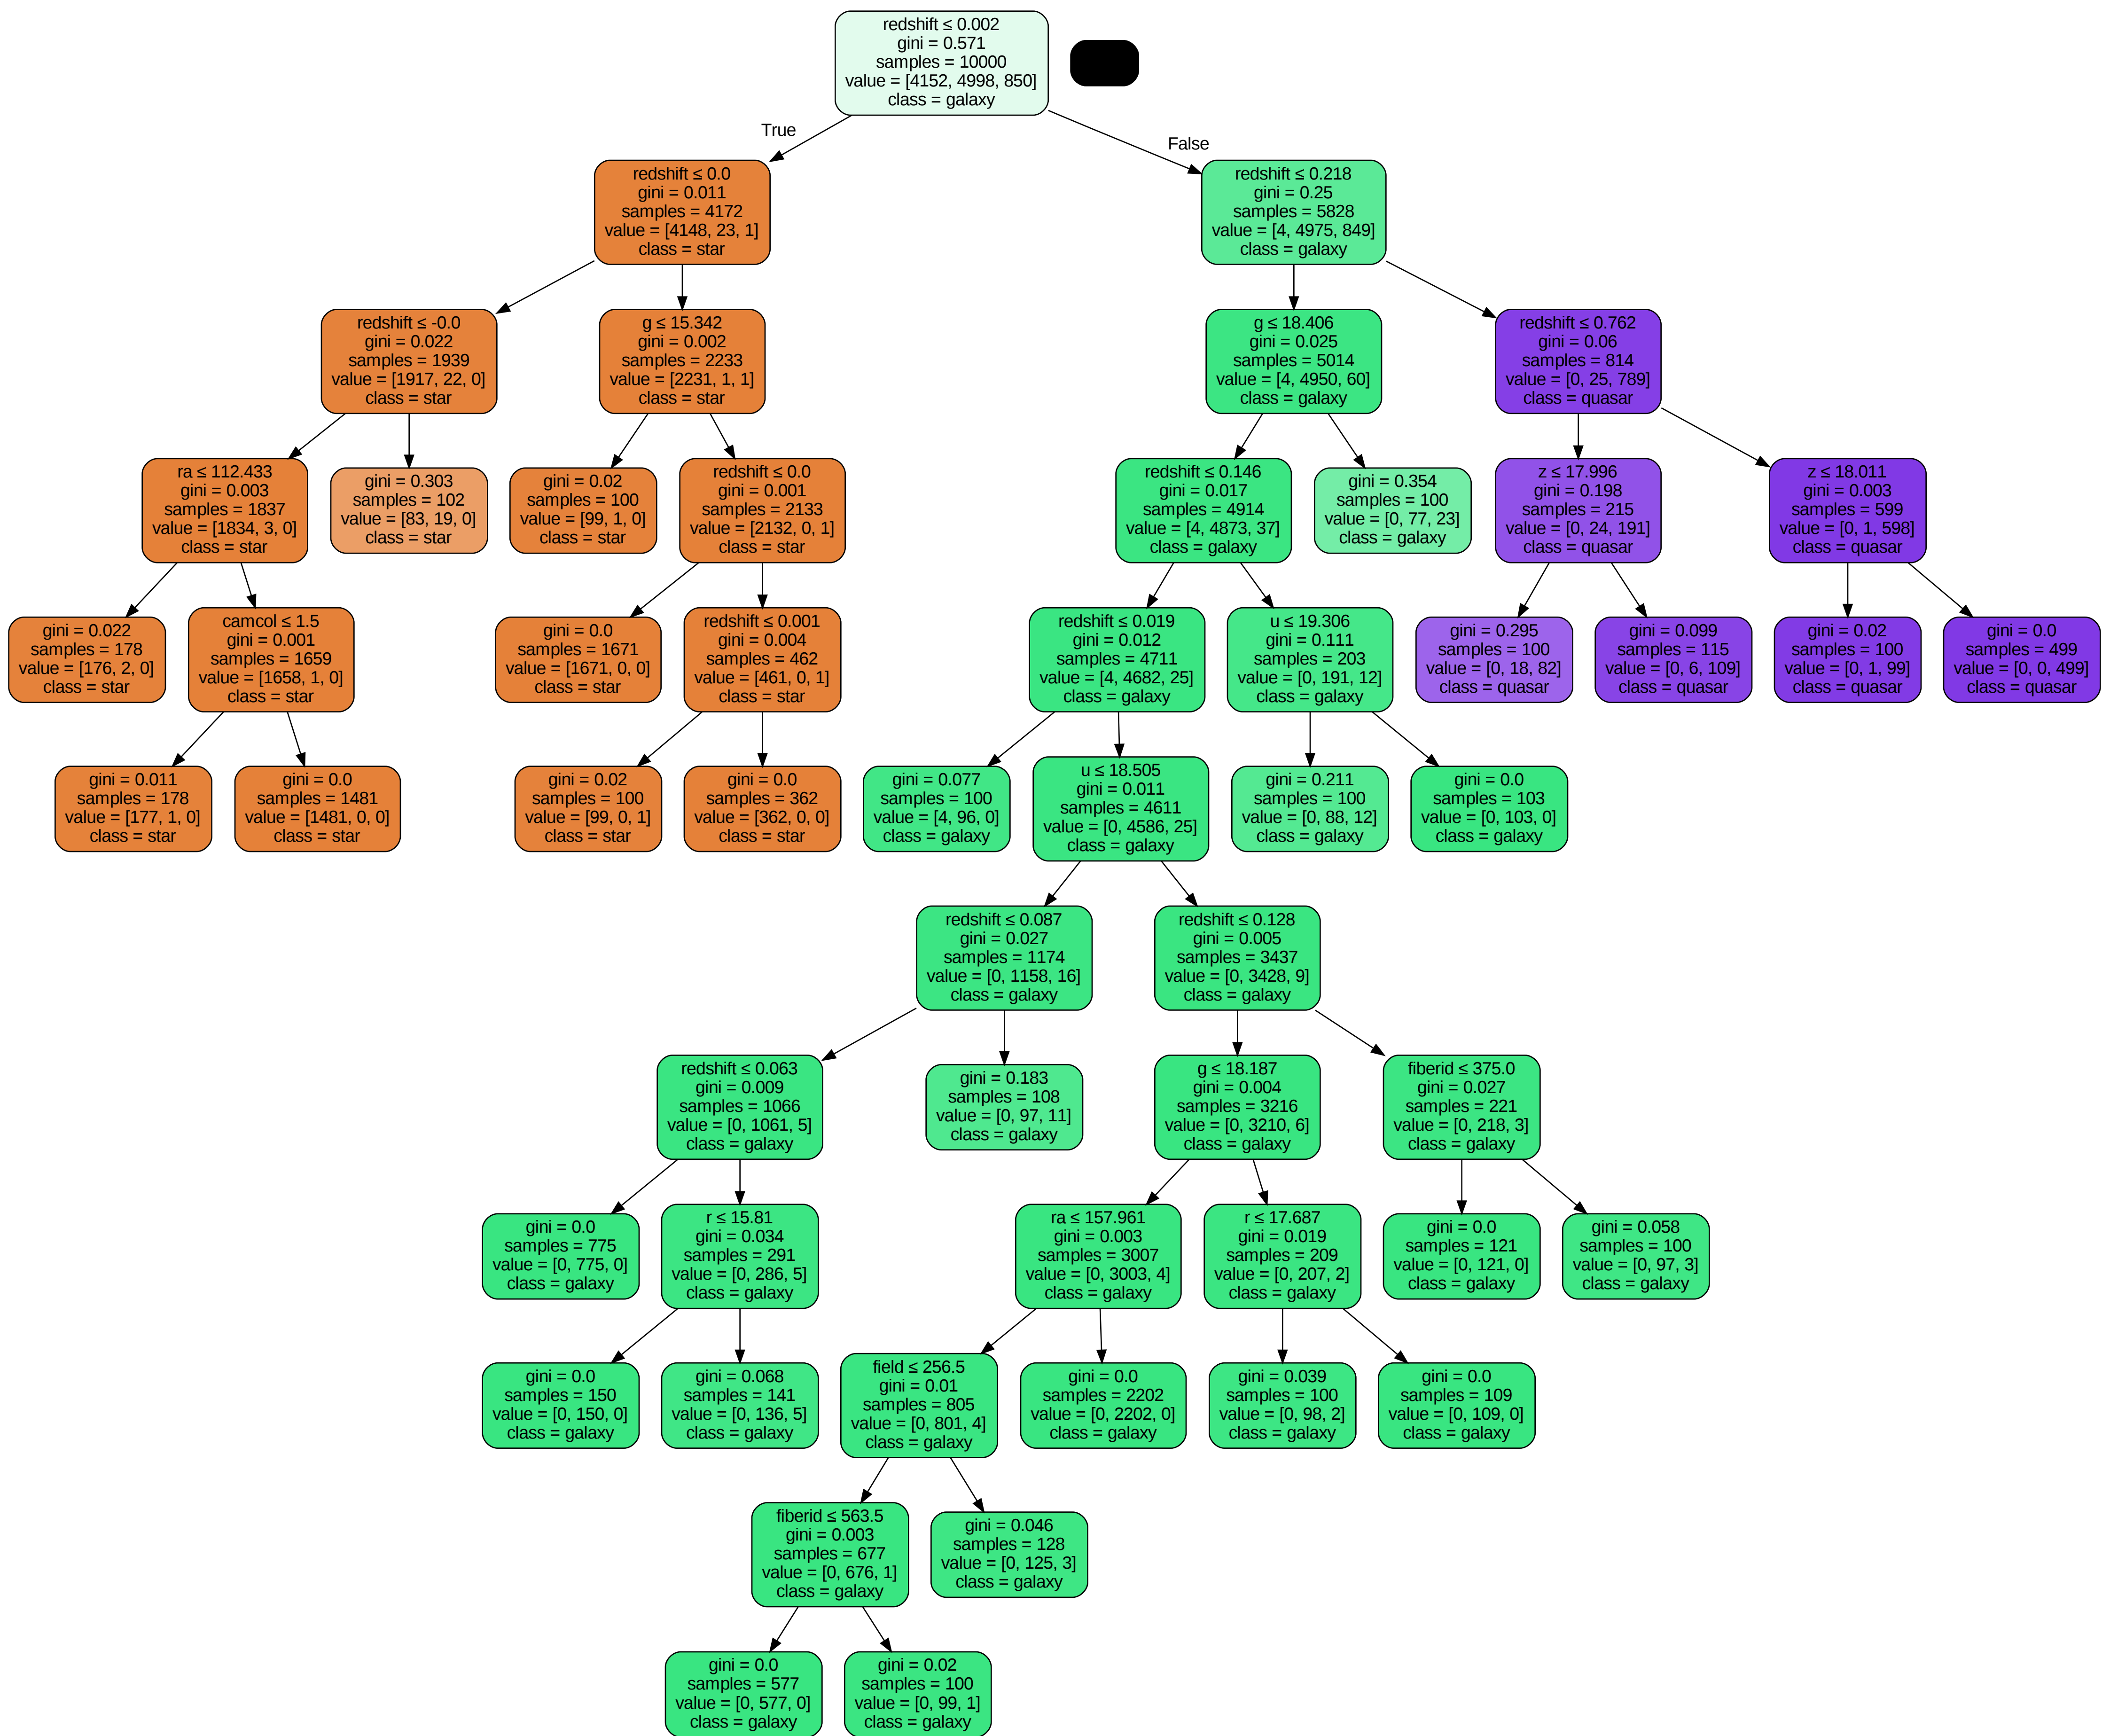 redshift ≤ 0.002
gini = 0.571
samples = 10000
value = [4152, 4998, 850]
class = galaxy
True
False
redshift ≤ 0.0
gini = 0.011
samples = 4172
value = [4148, 23, 1]
class = star
redshift ≤ 0.218
gini = 0.25
samples = 5828
value = [4, 4975, 849]
class = galaxy
redshift ≤ -0.0
gini = 0.022
samples = 1939
value = [1917, 22, 0]
class = star
g ≤ 15.342
gini = 0.002
samples = 2233
value = [2231, 1, 1]
class = star
g ≤ 18.406
gini = 0.025
samples = 5014
value = [4, 4950, 60]
class = galaxy
redshift ≤ 0.762
gini = 0.06
samples = 814
value = [0, 25, 789]
class = quasar
ra ≤ 112.433
gini = 0.003
samples = 1837
value = [1834, 3, 0]
class = star
gini = 0.303
samples = 102
value = [83, 19, 0]
class = star
gini = 0.02
samples = 100
value = [99, 1, 0]
class = star
redshift ≤ 0.0
gini = 0.001
samples = 2133
value = [2132, 0, 1]
class = star
redshift ≤ 0.146
gini = 0.017
samples = 4914
value = [4, 4873, 37]
class = galaxy
gini = 0.354
samples = 100
value = [0, 77, 23]
class = galaxy
z ≤ 17.996
gini = 0.198
samples = 215
value = [0, 24, 191]
class = quasar
z ≤ 18.011
gini = 0.003
samples = 599
value = [0, 1, 598]
class = quasar
gini = 0.022
samples = 178
value = [176, 2, 0]
class = star
camcol ≤ 1.5
gini = 0.001
samples = 1659
value = [1658, 1, 0]
class = star
gini = 0.0
samples = 1671
value = [1671, 0, 0]
class = star
redshift ≤ 0.001
gini = 0.004
samples = 462
value = [461, 0, 1]
class = star
redshift ≤ 0.019
gini = 0.012
samples = 4711
value = [4, 4682, 25]
class = galaxy
u ≤ 19.306
gini = 0.111
samples = 203
value = [0, 191, 12]
class = galaxy
gini = 0.295
samples = 100
value = [0, 18, 82]
class = quasar
gini = 0.099
samples = 115
value = [0, 6, 109]
class = quasar
gini = 0.02
samples = 100
value = [0, 1, 99]
class = quasar
gini = 0.0
samples = 499
value = [0, 0, 499]
class = quasar
gini = 0.011
samples = 178
value = [177, 1, 0]
class = star
gini = 0.0
samples = 1481
value = [1481, 0, 0]
class = star
gini = 0.02
samples = 100
value = [99, 0, 1]
class = star
gini = 0.0
samples = 362
value = [362, 0, 0]
class = star
gini = 0.077
samples = 100
value = [4, 96, 0]
class = galaxy
u ≤ 18.505
gini = 0.011
samples = 4611
value = [0, 4586, 25]
class = galaxy
gini = 0.211
samples = 100
value = [0, 88, 12]
class = galaxy
gini = 0.0
samples = 103
value = [0, 103, 0]
class = galaxy
redshift ≤ 0.087
gini = 0.027
samples = 1174
value = [0, 1158, 16]
class = galaxy
redshift ≤ 0.128
gini = 0.005
samples = 3437
value = [0, 3428, 9]
class = galaxy
redshift ≤ 0.063
gini = 0.009
samples = 1066
value = [0, 1061, 5]
class = galaxy
gini = 0.183
samples = 108
value = [0, 97, 11]
class = galaxy
g ≤ 18.187
gini = 0.004
samples = 3216
value = [0, 3210, 6]
class = galaxy
fiberid ≤ 375.0
gini = 0.027
samples = 221
value = [0, 218, 3]
class = galaxy
gini = 0.0
samples = 775
value = [0, 775, 0]
class = galaxy
r ≤ 15.81
gini = 0.034
samples = 291
value = [0, 286, 5]
class = galaxy
ra ≤ 157.961
gini = 0.003
samples = 3007
value = [0, 3003, 4]
class = galaxy
r ≤ 17.687
gini = 0.019
samples = 209
value = [0, 207, 2]
class = galaxy
gini = 0.0
samples = 121
value = [0, 121, 0]
class = galaxy
gini = 0.058
samples = 100
value = [0, 97, 3]
class = galaxy
gini = 0.0
samples = 150
value = [0, 150, 0]
class = galaxy
gini = 0.068
samples = 141
value = [0, 136, 5]
class = galaxy
field ≤ 256.5
gini = 0.01
samples = 805
value = [0, 801, 4]
class = galaxy
gini = 0.0
samples = 2202
value = [0, 2202, 0]
class = galaxy
gini = 0.039
samples = 100
value = [0, 98, 2]
class = galaxy
gini = 0.0
samples = 109
value = [0, 109, 0]
class = galaxy
fiberid ≤ 563.5
gini = 0.003
samples = 677
value = [0, 676, 1]
class = galaxy
gini = 0.046
samples = 128
value = [0, 125, 3]
class = galaxy
gini = 0.0
samples = 577
value = [0, 577, 0]
class = galaxy
gini = 0.02
samples = 100
value = [0, 99, 1]
class = galaxy